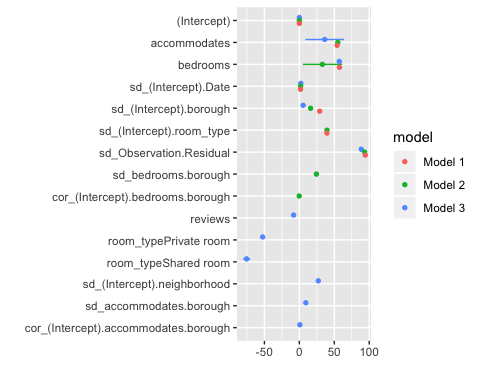 (Intercept)
accommodates
bedrooms
sd_(Intercept).Date
sd_(Intercept).borough
sd_(Intercept).room_type
sd_Observation.Residual
sd_bedrooms.borough
cor_(Intercept).bedrooms.borough
reviews
room_typePrivate room
room_typeShared room
sd_(Intercept).neighborhood
sd_accommodates.borough
cor_(Intercept).accommodates.borough
-50 0 50 100
model
Model 1
Model 2
Model 3